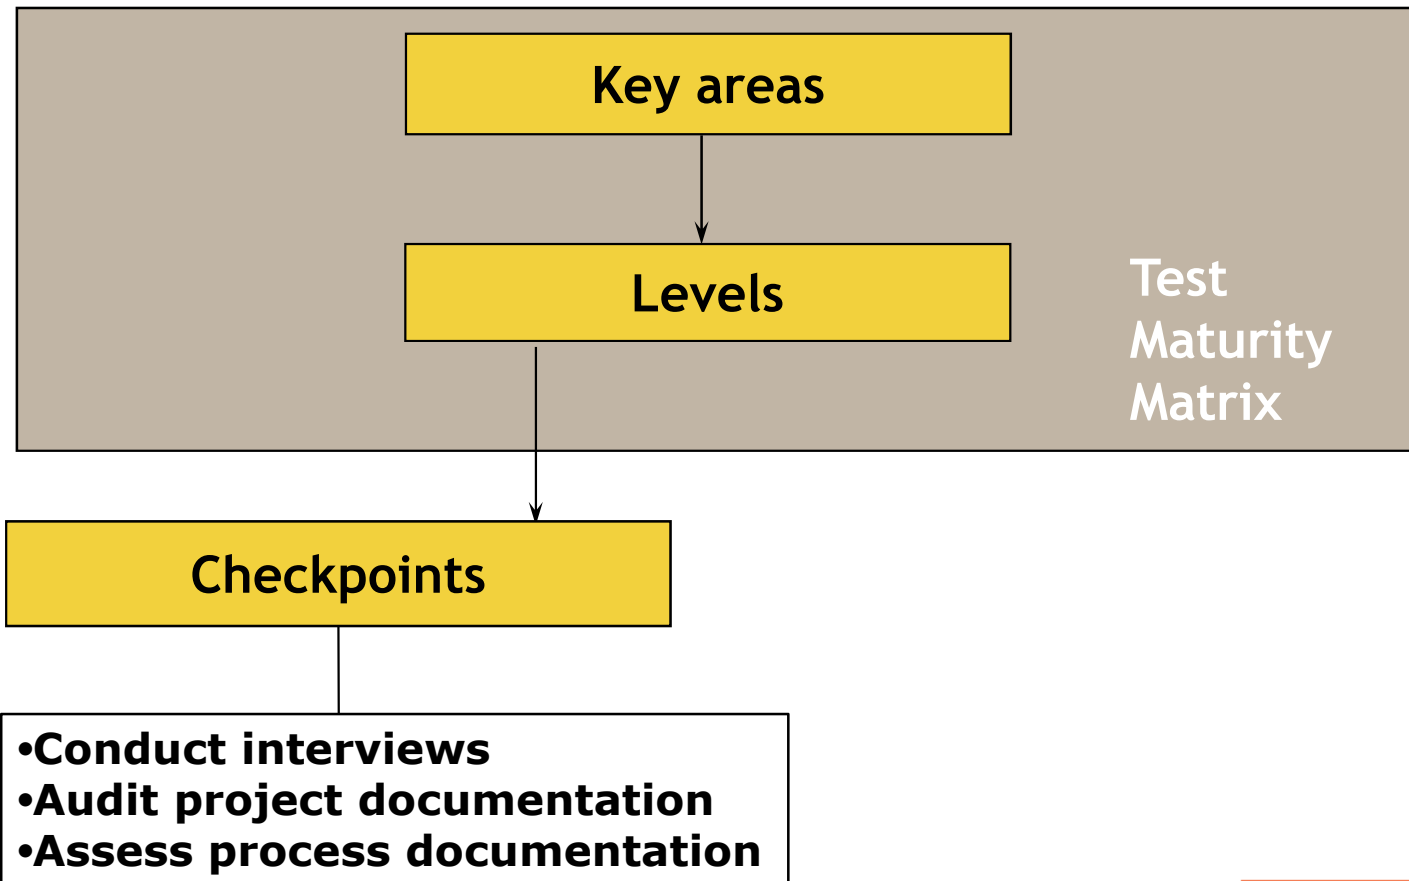 Key areas
Levels
Test
Maturity
Matrix
Checkpoints
•Conduct interviews
•Audit project documentation
•Assess process documentation